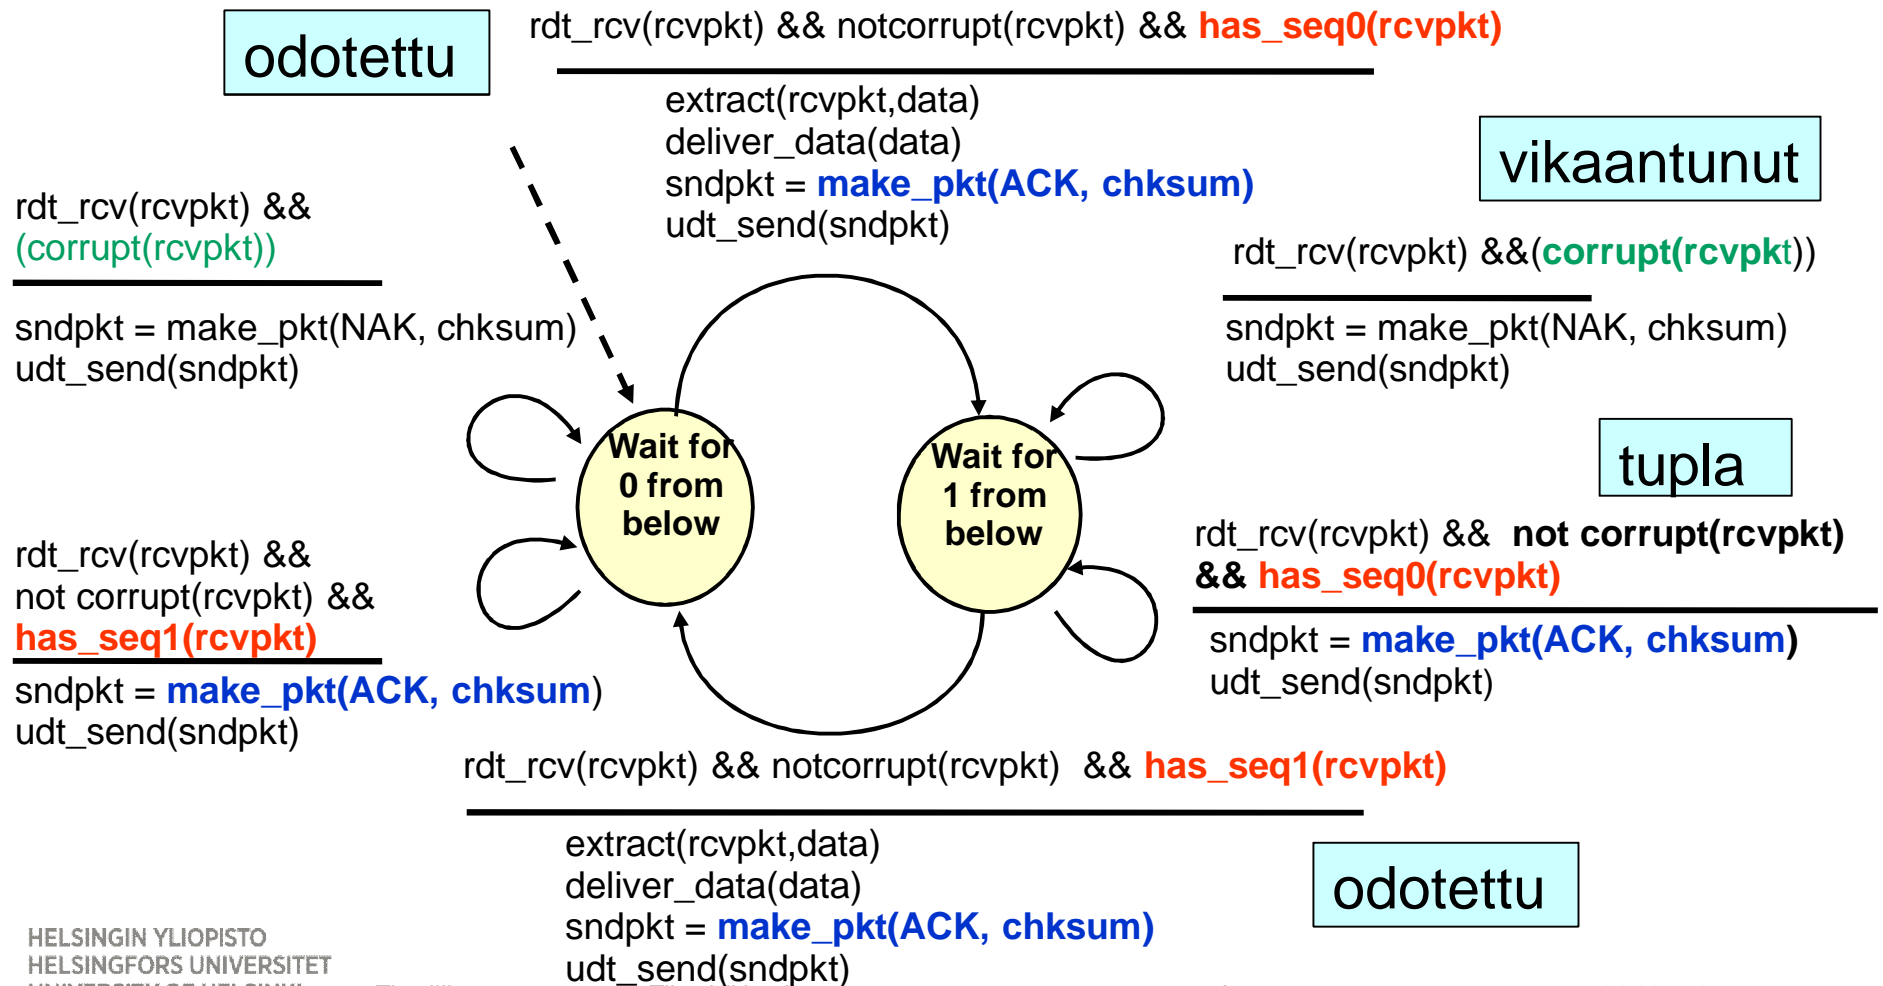 odotettu
rdt_rcv(rcvpkt) && notcorrupt(rcvpkt) && has_seq0(rcvpkt)
extract(rcvpkt,data)
deliver_data(data)
sndpkt = make_pkt(ACK, chksum)
udt_send(sndpkt)
vikaantunut
rdt_rcv(rcvpkt) &&
(corrupt(rcvpkt))
sndpkt = make_pkt(NAK, chksum)
udt_send(sndpkt)
rdt_rcv(rcvpkt) &&(corrupt(rcvpkt))
sndpkt = make_pkt(NAK, chksum)
udt_send(sndpkt)
Wait for
0 from
below
Wait for
1 from
below
tupla
rdt_rcv(rcvpkt) &&
not corrupt(rcvpkt) &&
has_seq1(rcvpkt)
sndpkt = make_pkt(ACK, chksum)
udt_send(sndpkt)
rdt_rcv(rcvpkt) && not corrupt(rcvpkt)
&& has_seq0(rcvpkt)
sndpkt = make_pkt(ACK, chksum)
udt_send(sndpkt)
rdt_rcv(rcvpkt) && notcorrupt(rcvpkt) && has_seq1(rcvpkt)
extract(rcvpkt,data)
deliver_data(data)
sndpkt = make_pkt(ACK, chksum)
udt_send(sndpkt)
odotettu
HELSINGIN YLIOPISTO
HELSINGFORS UNIVERSITET
UNIVERSITY OF HELSINKI